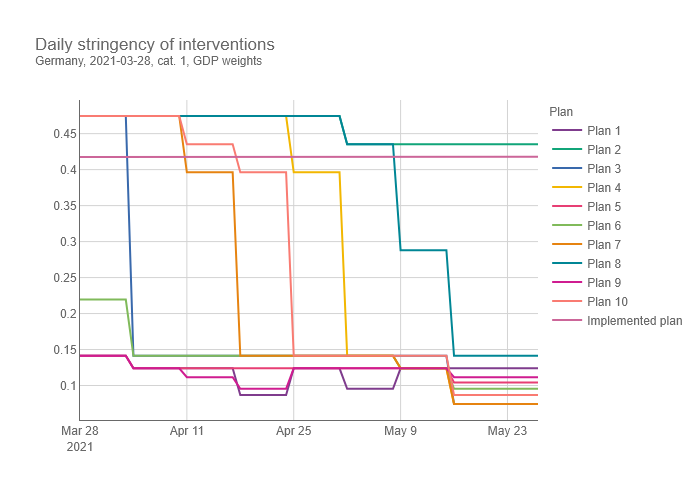 Daily stringency of interventions
Germany, 2021-03-28, cat. 1, GDP weights
Plan
Plan 1
Plan 2
Plan 3
Plan 4
Plan 5
Plan 6
Plan 7
Plan 8
Plan 9
Plan 10
Implemented plan
0.45
0.4
0.35
0.3
0.25
0.2
0.15
0.1
Mar 28 Apr 11 Apr 25 May 9 May 23
2021